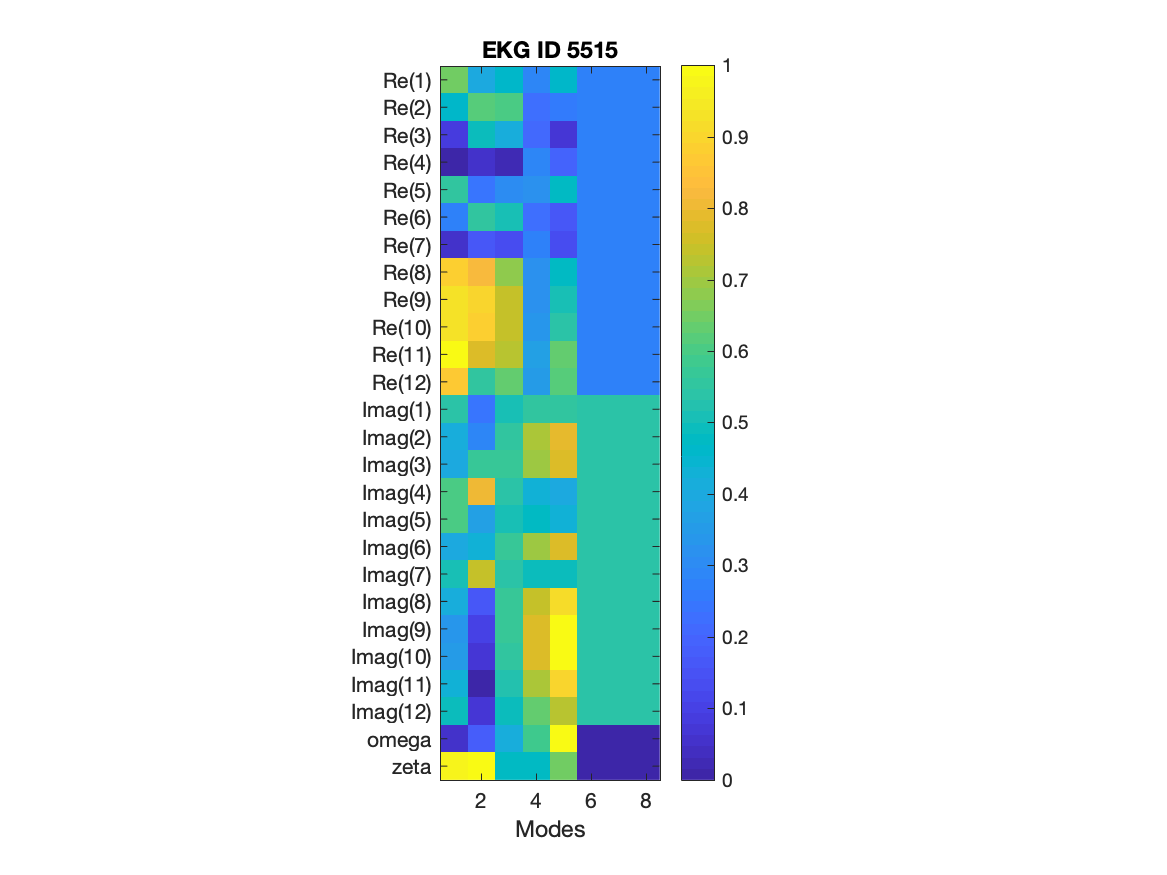 EKG ID 5515
Re(1)
Re(2)
Re(3)
Re(4)
Re(5)
Re(6)
Re(7)
Re(8)
Re(9)
Re(10)
Re(11)
Re(12)
Imag(1)
Imag(2)
Imag(3)
Imag(4)
Imag(5)
Imag(6)
Imag(7)
Imag(8)
Imag(9)
Imag(10)
Imag(11)
Imag(12)
omega
zeta
2 4 6 8
Modes
1
0.9
0.8
0.7
0.6
0.5
0.4
0.3
0.2
0.1
0